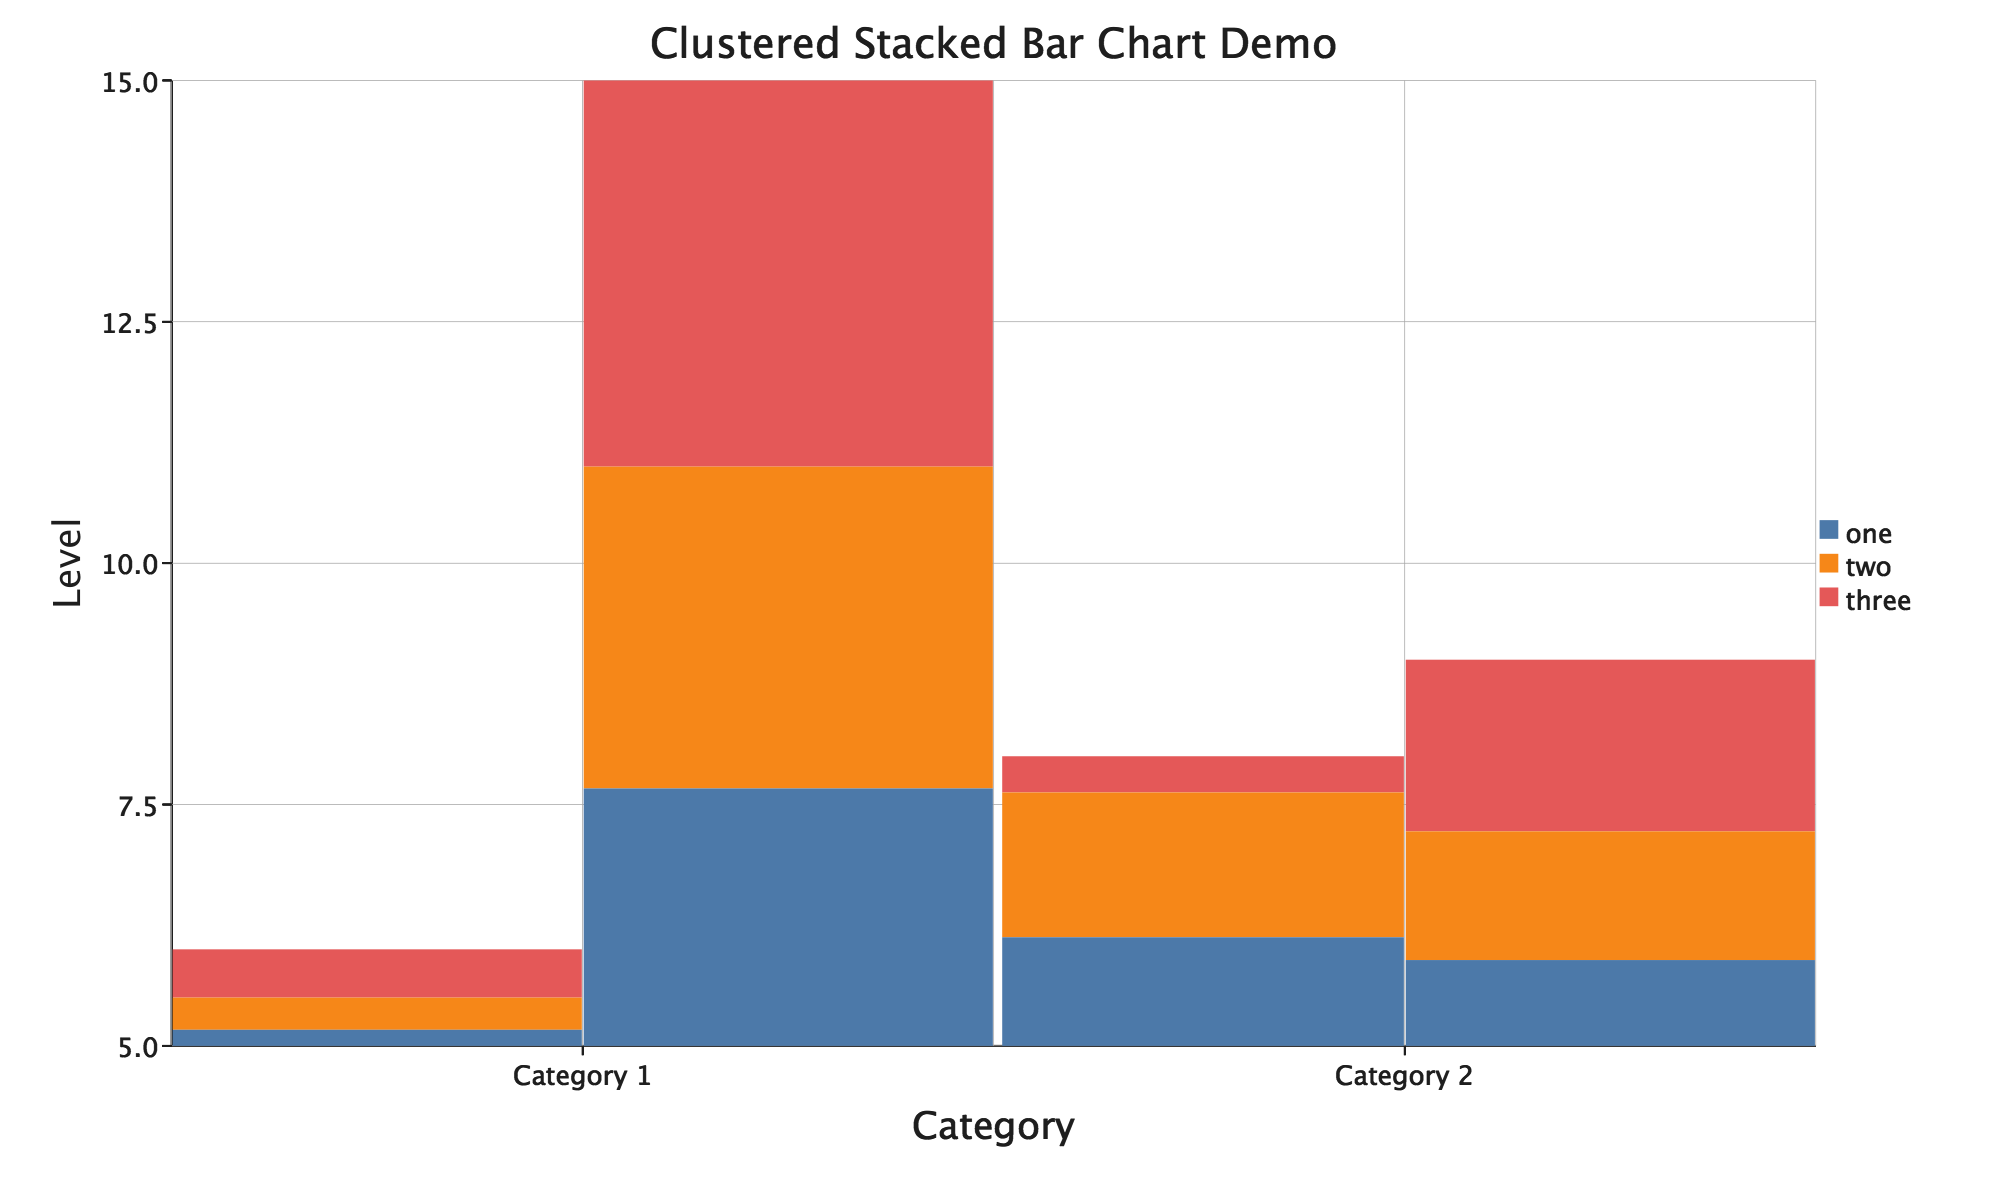 Clustered Stacked Bar Chart Demo
15.0
12.5
10.0
7.5
5.0
Level
one
two
three
Category 1
Category 2
Category